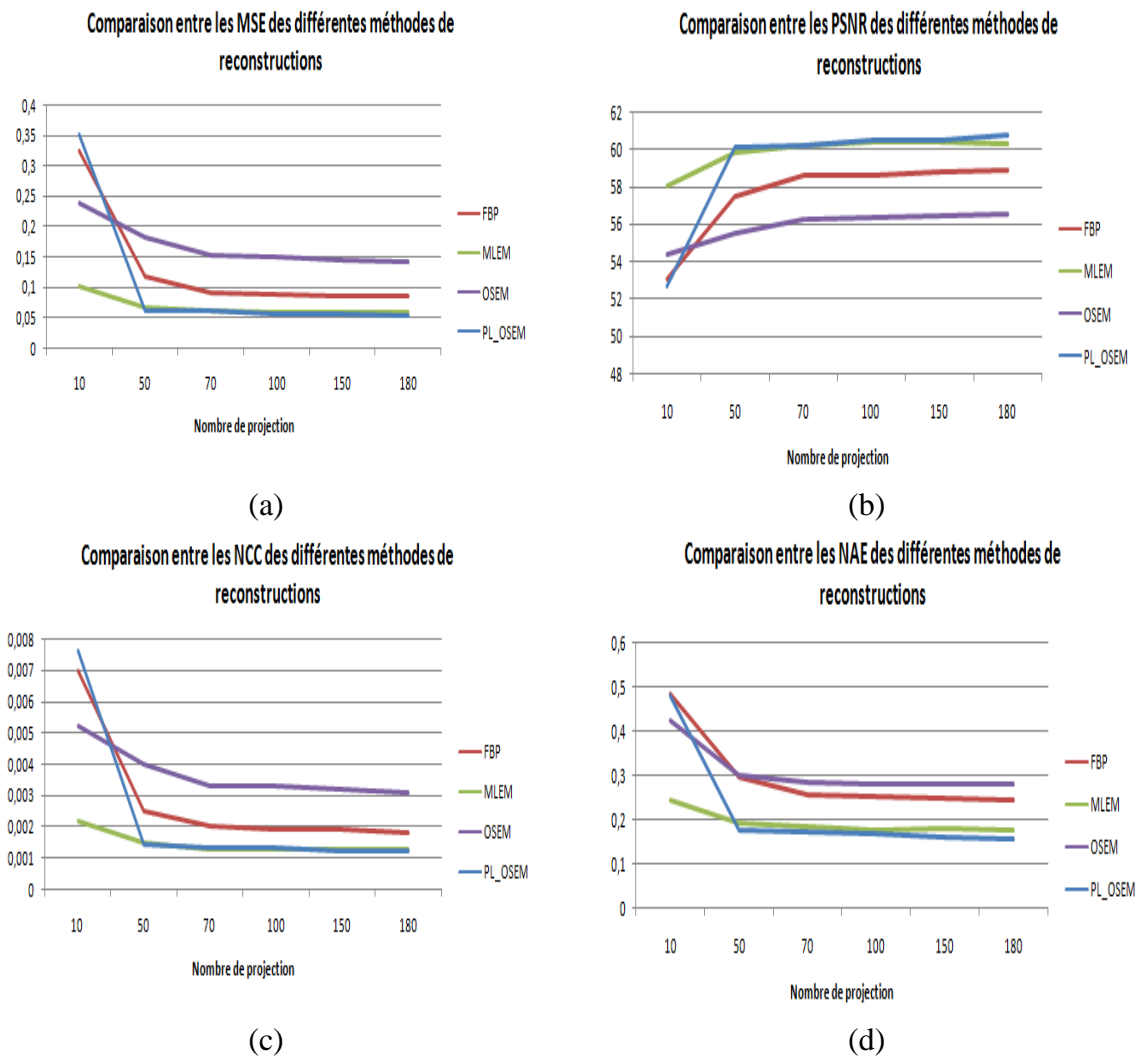 Comparaison entre les MSE des différentes méthodes de
reconstructions
0,4
0,35
0,3
0,25
0,2
0,15
0,1
0,05
0
10 50 70 100 150 180
Nombre de projection
FBP
MLEM
OSEM
PL_OSEM
(a)
Comparaison entre les PSNR des différentes méthodes de
reconstructions
62
60
58
56
54
52
50
48
10 50 70 100 150 180
Nombre de projection
FBP
MLEM
OSEM
PL_OSEM
(b)
Comparaison entre les NCC des différentes méthodes de
reconstructions
0,008
0,007
0,006
0,005
0,004
0,003
0,002
0,001
0
10 50 70 100 150 180
Nombre de projection
FBP
MLEM
OSEM
PL_OSEM
(c)
Comparaison entre les NAE des différentes méthodes de
reconstructions
0,6
0,5
0,4
0,3
0,2
0,1
0
10 50 70 100 150 180
Nombre de projection
FBP
MLEM
OSEM
PL_OSEM
(d)